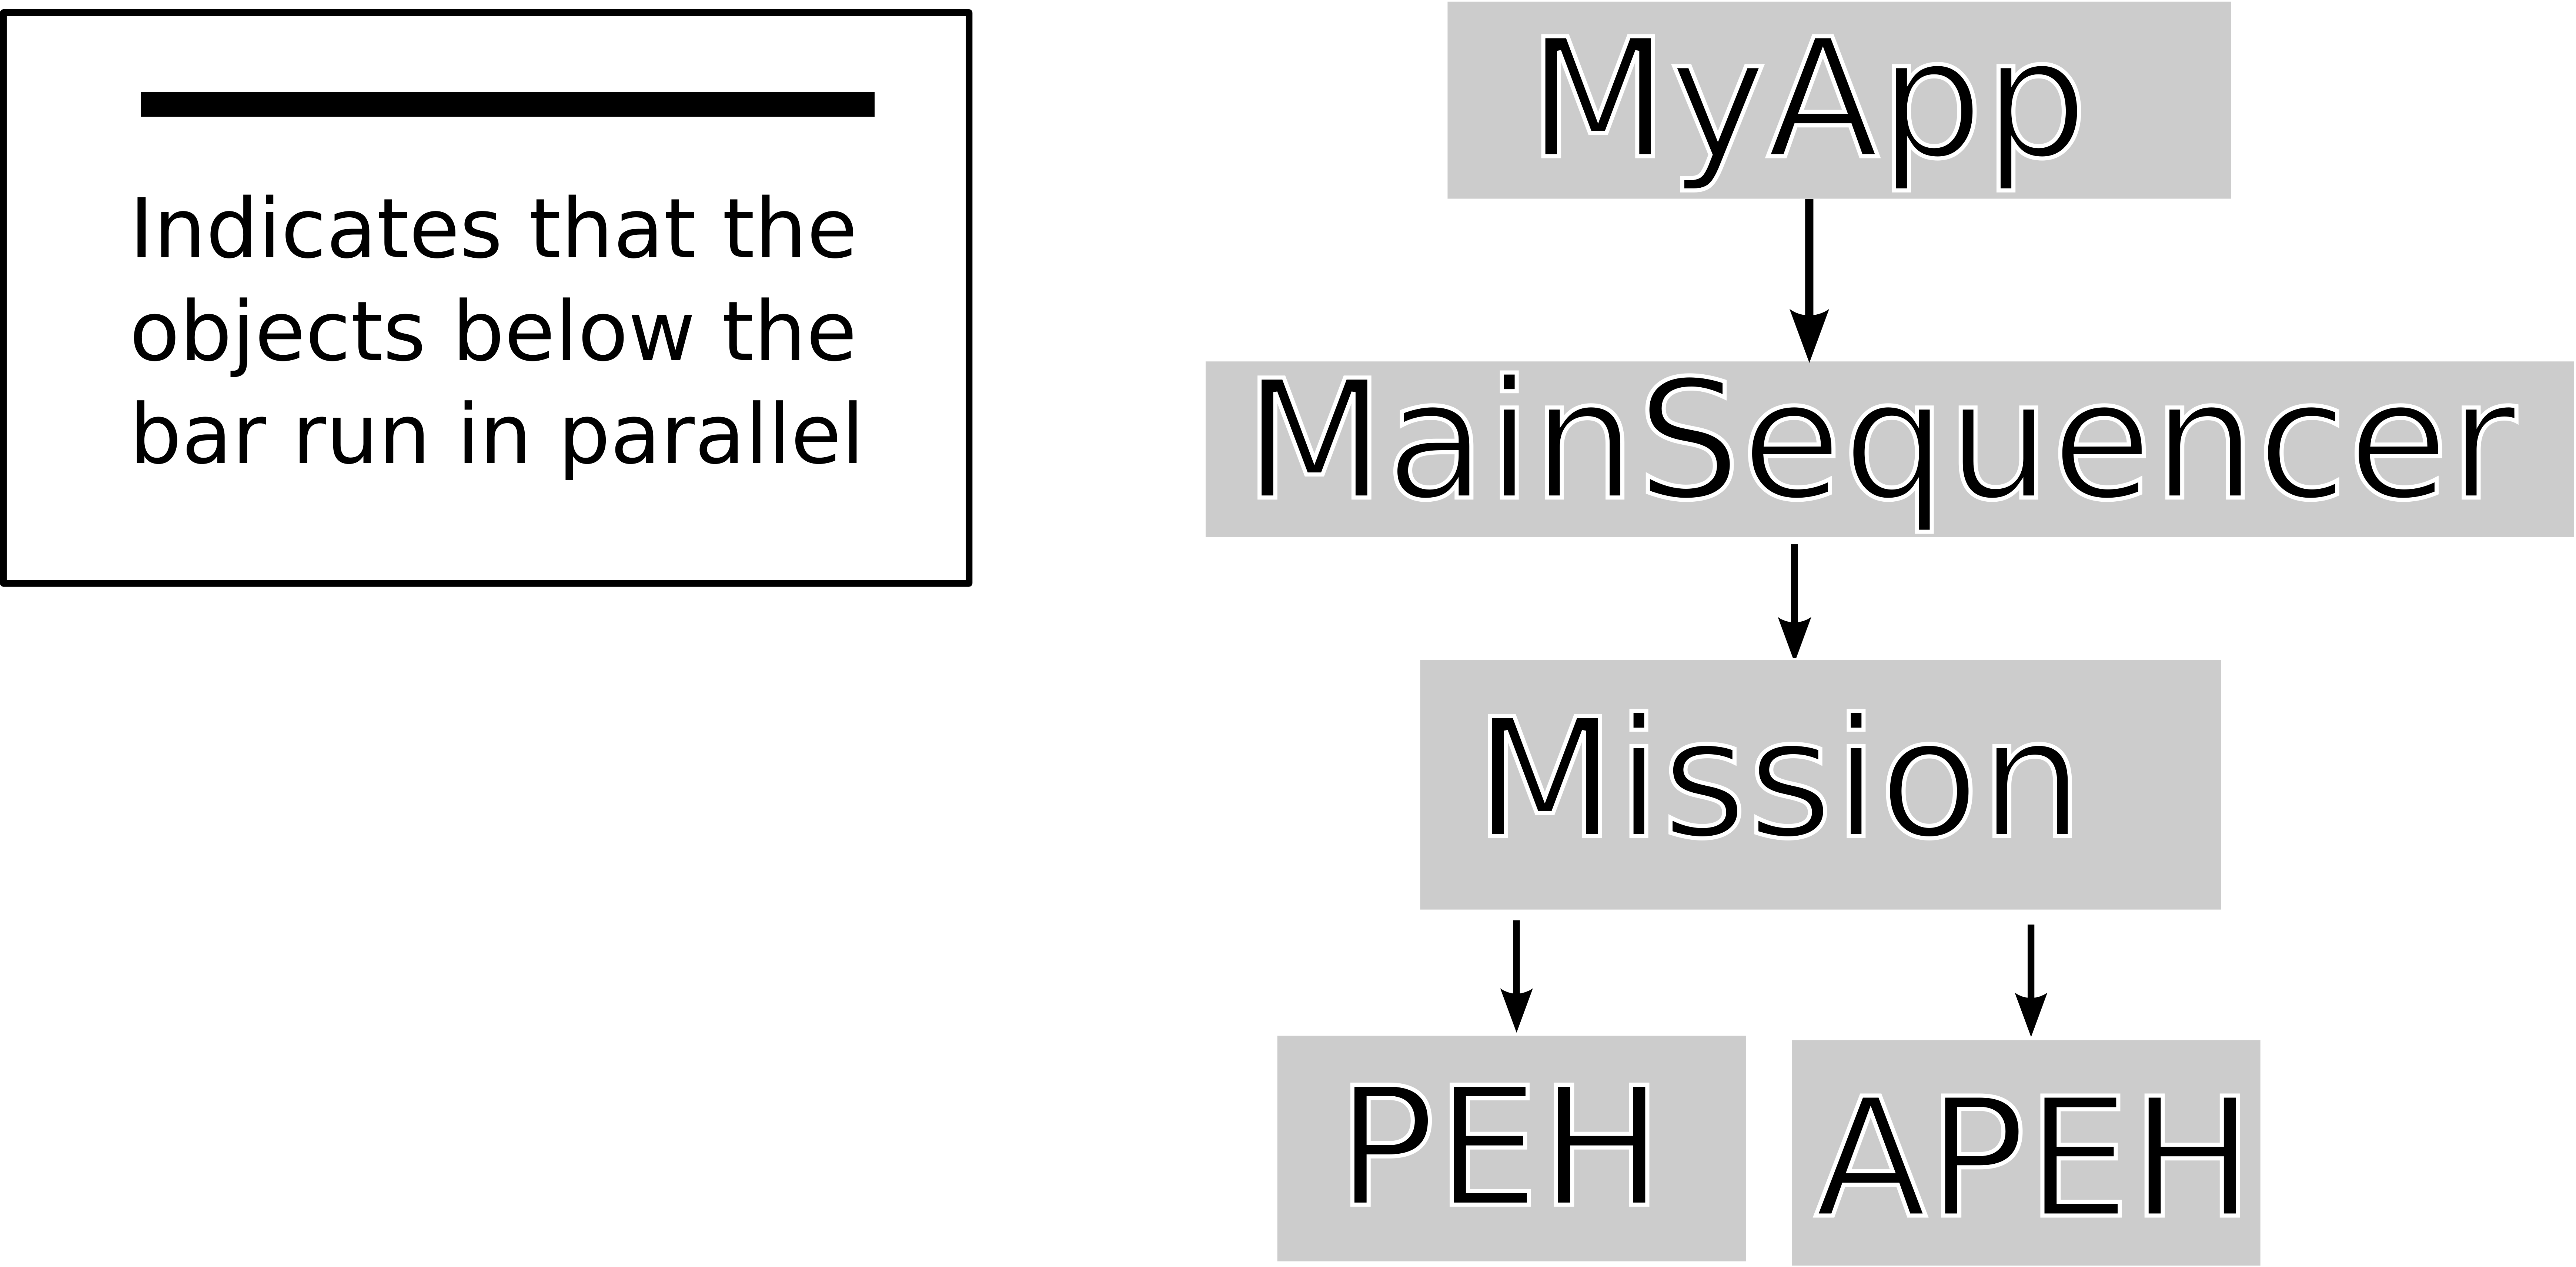 Indicates that the
objects below the
bar run in parallel
MyApp
MainSequencer
Mission
PEH
APEH